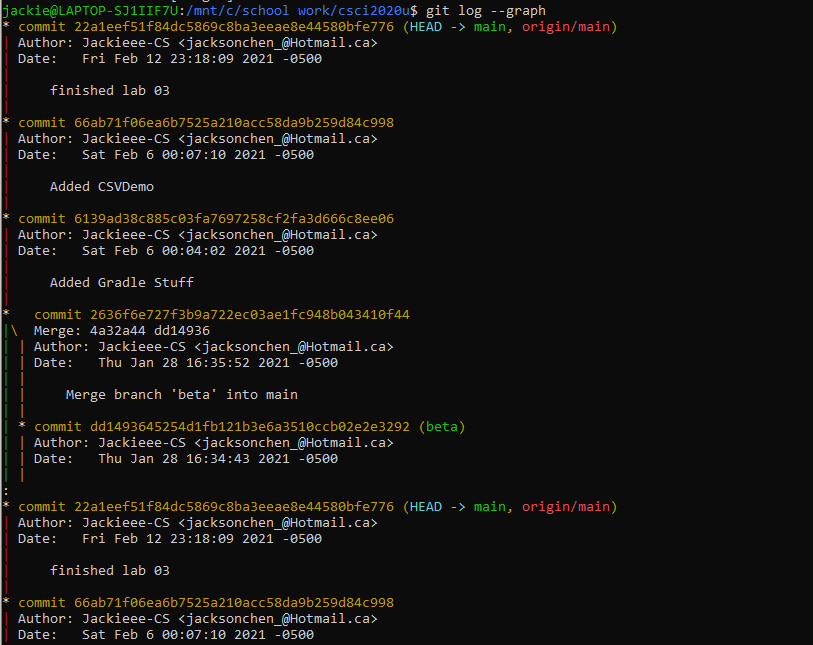 jackie@LAPTOP-SJ1IIF7U:/mnt/c/school work/csci2020u$ git log --graph
* commit 22a1eef51f84dc5869c8ba3eeae8e44580bfe776 (HEAD -> main, origin/main)
| Author: Jackieee-CS <jacksonchen_@Hotmail.ca>
| Date:   Fri Feb 12 23:18:09 2021 -0500
|
|     finished lab 03
|
* commit 66ab71f06ea6b7525a210acc58da9b259d84c998
| Author: Jackieee-CS <jacksonchen_@Hotmail.ca>
| Date:   Sat Feb 6 00:07:10 2021 -0500
|
|     Added CSVDemo
|
* commit 6139ad38c885c03fa7697258cf2fa3d666c8ee06
| Author: Jackieee-CS <jacksonchen_@Hotmail.ca>
| Date:   Sat Feb 6 00:04:02 2021 -0500
|
|     Added Gradle Stuff
|
*   commit 2636f6e727f3b9a722ec03ae1fc948b043410f44
|\  Merge: 4a32a44 dd14936
| | Author: Jackieee-CS <jacksonchen_@Hotmail.ca>
| | Date:   Thu Jan 28 16:35:52 2021 -0500
| |
| |     Merge branch 'beta' into main
| |
| * commit dd1493645254d1fb121b3e6a3510ccb02e2e3292 (beta)
| | Author: Jackieee-CS <jacksonchen_@Hotmail.ca>
| | Date:   Thu Jan 28 16:34:43 2021 -0500
| |
:
* commit 22a1eef51f84dc5869c8ba3eeae8e44580bfe776 (HEAD -> main, origin/main)
| Author: Jackieee-CS <jacksonchen_@Hotmail.ca>
| Date:   Fri Feb 12 23:18:09 2021 -0500
|
|     finished lab 03
|
* commit 66ab71f06ea6b7525a210acc58da9b259d84c998
| Author: Jackieee-CS <jacksonchen_@Hotmail.ca>
| Date:   Sat Feb 6 00:07:10 2021 -0500